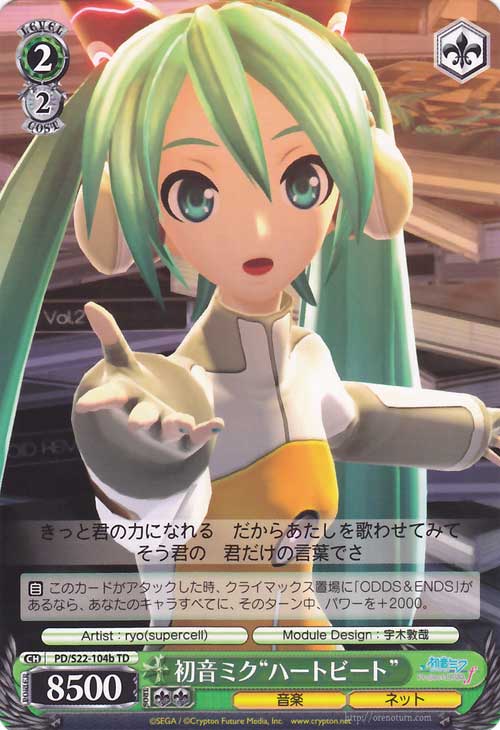 LEVEL
2
2
COST
Vol.2
きっと君の力になれる　だからあたしを歌わせてみて
そう君の　君だけの言葉でさ
自 このカードがアタックした時、クライマックス置場に「ODDS&ENDS」が
あるなら、あなたのキャラすべてに、そのターン中、パワーを+2000。
Artist : ryo(supercell)
Module Design : 宇木敦哉
CH PD/S22-104b TD
初音ミク“ハートビート”
初音ミク
f
POWER
8500
SOUL
音楽
ネット
©SEGA / ©Crypton Future Media, Inc. www.crypton.net
http://orenoturn.com